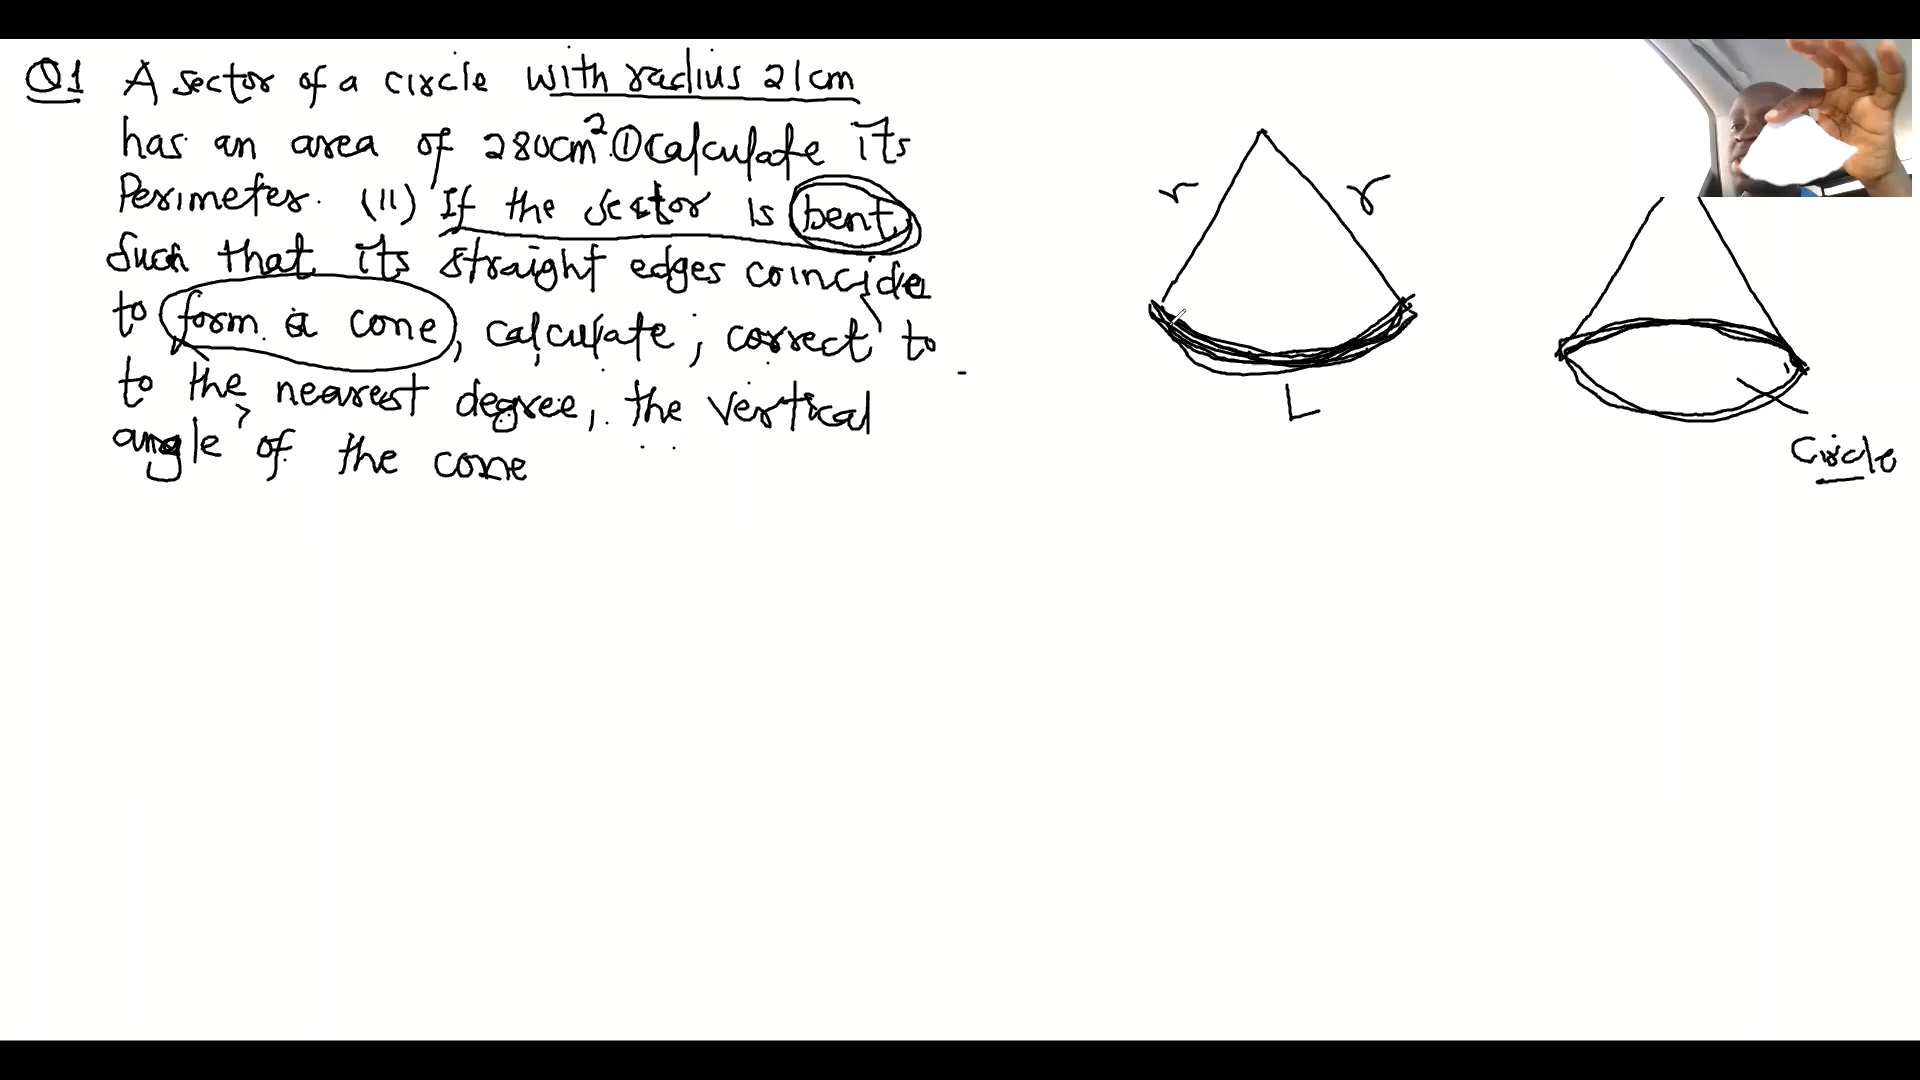 Q1 A sector of a circle with radius 21cm
has an area of 280cm² ①Calculate its
Perimeter. (11) If the sector is bent,
Such that its straight edges coincide
to form a cone, calculate; correct to
to the nearest degree, the vertical
angle of the cone
r r
L
Circle